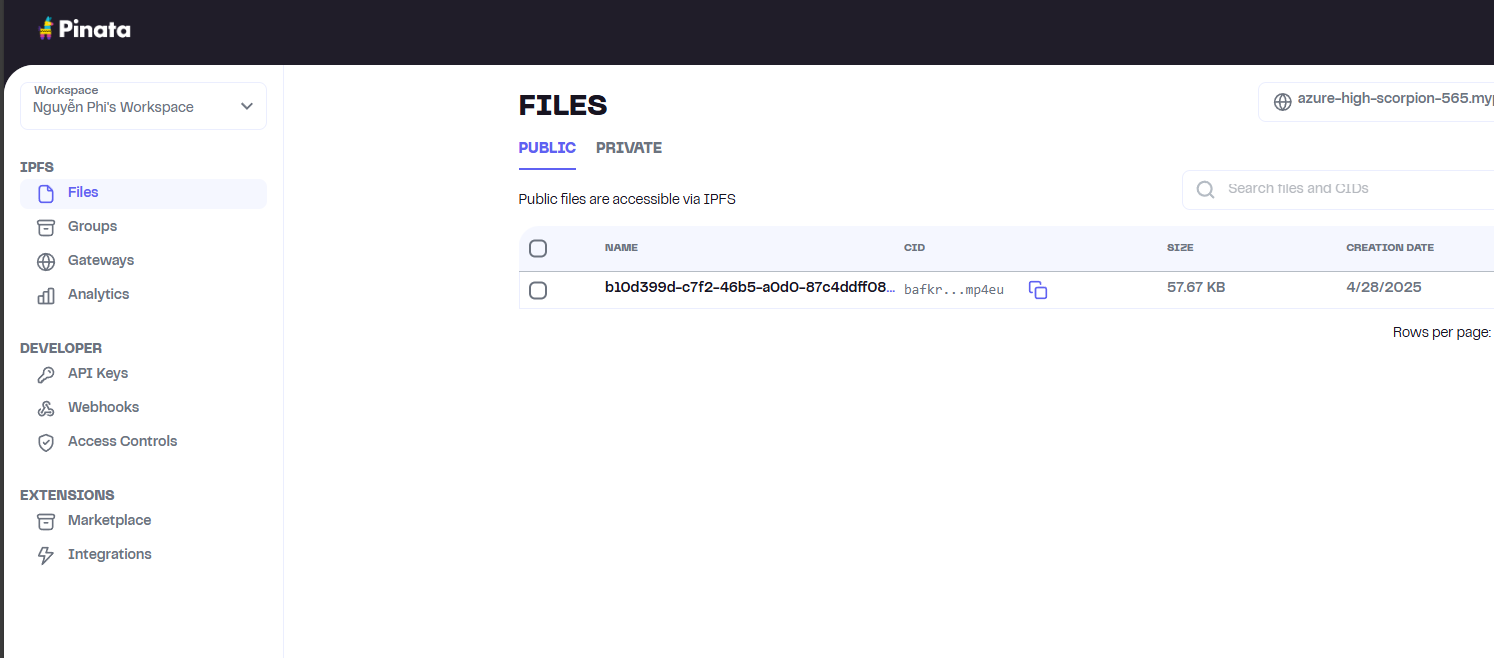 Pinata
Workspace
Nguyễn Phi's Workspace
IPFS
Files
Groups
Gateways
Analytics
DEVELOPER
API Keys
Webhooks
Access Controls
EXTENSIONS
Marketplace
Integrations
FILES
azure-high-scorpion-565.myp
PUBLIC PRIVATE
Public files are accessible via IPFS
Search files and CIDs
NAME CID SIZE CREATION DATE
b10d399d-c7f2-46b5-a0d0-87c4ddff08... bafkr...mp4eu 57.67 KB 4/28/2025
Rows per page: